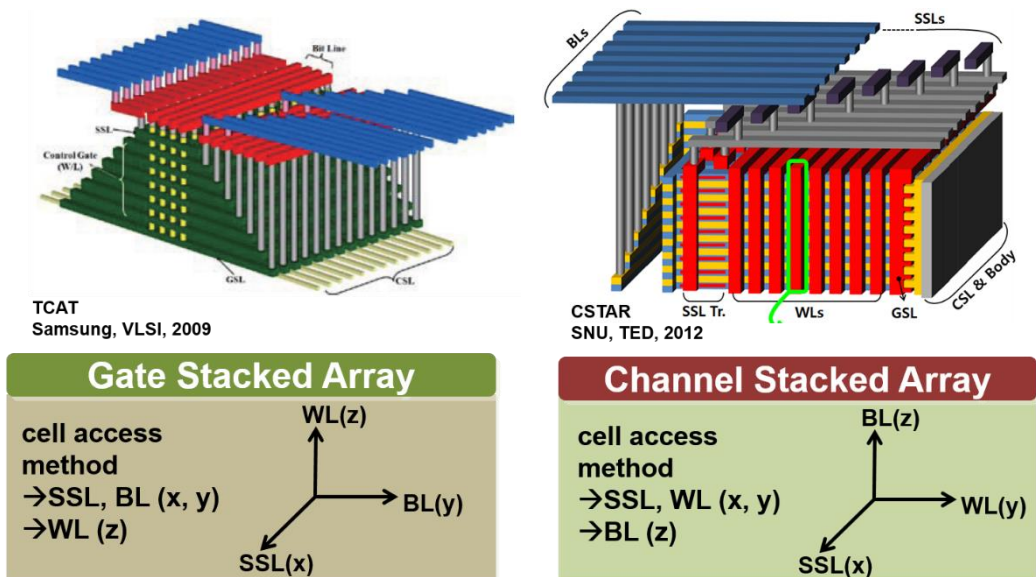 Bit Line
SSL
Control Gate
(W/L)
GSL
CSL
TCAT
Samsung, VLSI, 2009
BLs
SSLs
SSL Tr.
WLs
GSL
CSL & Body
CSTAR
SNU, TED, 2012
Gate Stacked Array
cell access
method
→SSL, BL (x, y)
→WL (z)
WL(z)
BL(y)
SSL(x)
Channel Stacked Array
cell access
method
→SSL, WL (x, y)
→BL (z)
BL(z)
WL(y)
SSL(x)